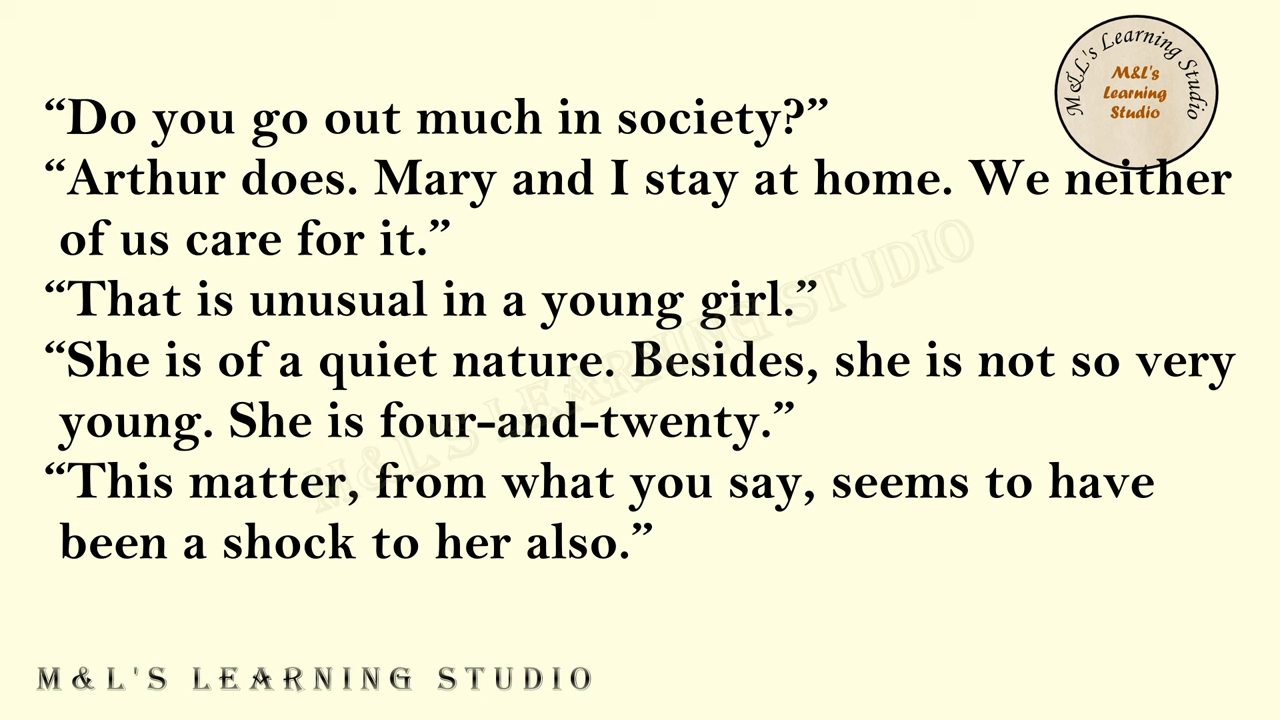 M&L's Learning Studio
M&L's
Learning
Studio
“Do you go out much in society?”
“Arthur does. Mary and I stay at home. We neither
of us care for it.”
“That is unusual in a young girl.”
“She is of a quiet nature. Besides, she is not so very
young. She is four-and-twenty.”
“This matter, from what you say, seems to have
been a shock to her also.”
M&L'S LEARNING STUDIO
M&L'S LEARNING STUDIO